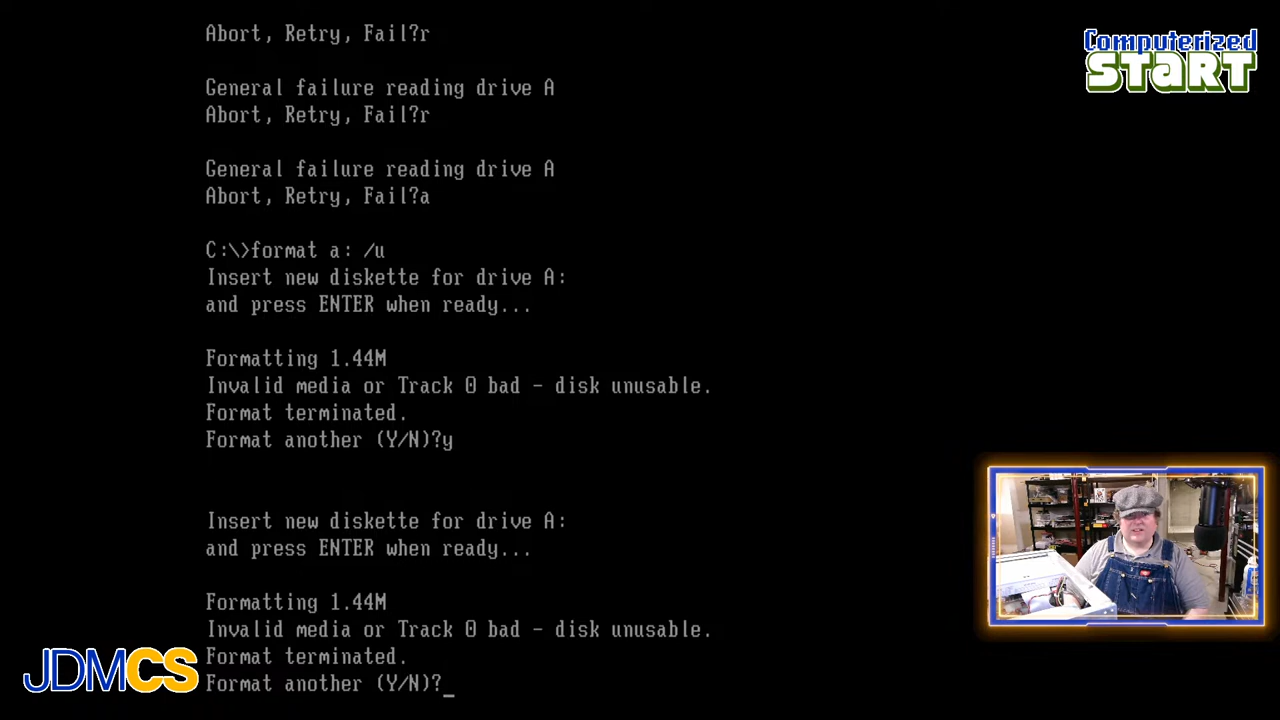 Abort, Retry, Fail?r
General failure reading drive A
Abort, Retry, Fail?r
General failure reading drive A
Abort, Retry, Fail?a
C:\>format a: /u
Insert new diskette for drive A:
and press ENTER when ready...
Formatting 1.44M
Invalid media or Track 0 bad - disk unusable.
Format terminated.
Format another (Y/N)?y
Insert new diskette for drive A:
and press ENTER when ready...
Formatting 1.44M
Invalid media or Track 0 bad - disk unusable.
Format terminated.
Format another (Y/N)?_
Computerized
START
JDMCS